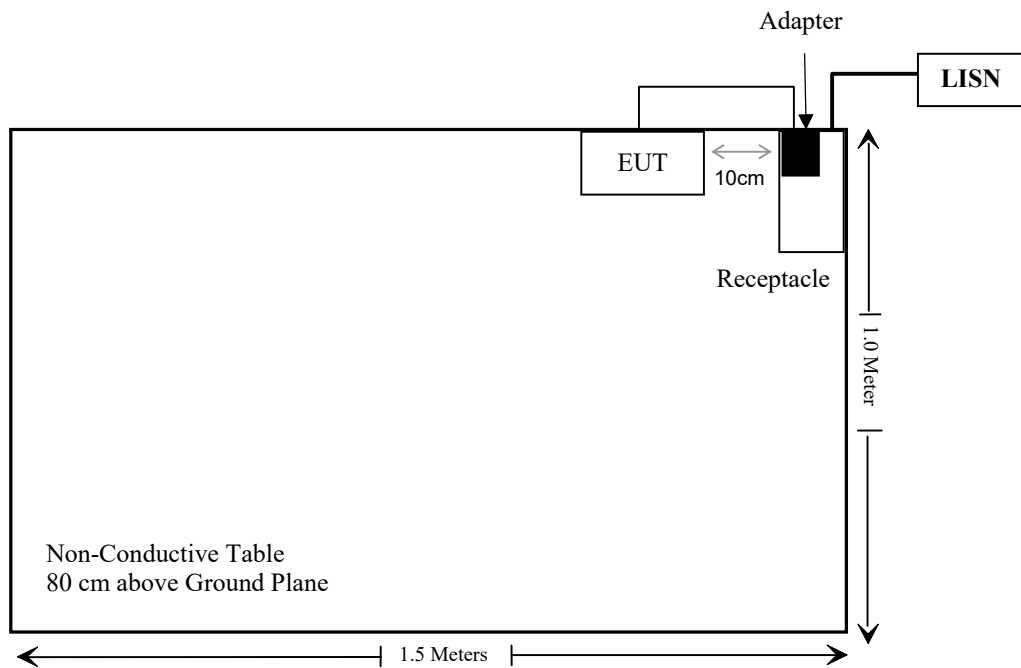 Adapter
LISN
EUT
10cm
Receptacle
1.0 Meter
Non-Conductive Table
80 cm above Ground Plane
1.5 Meters